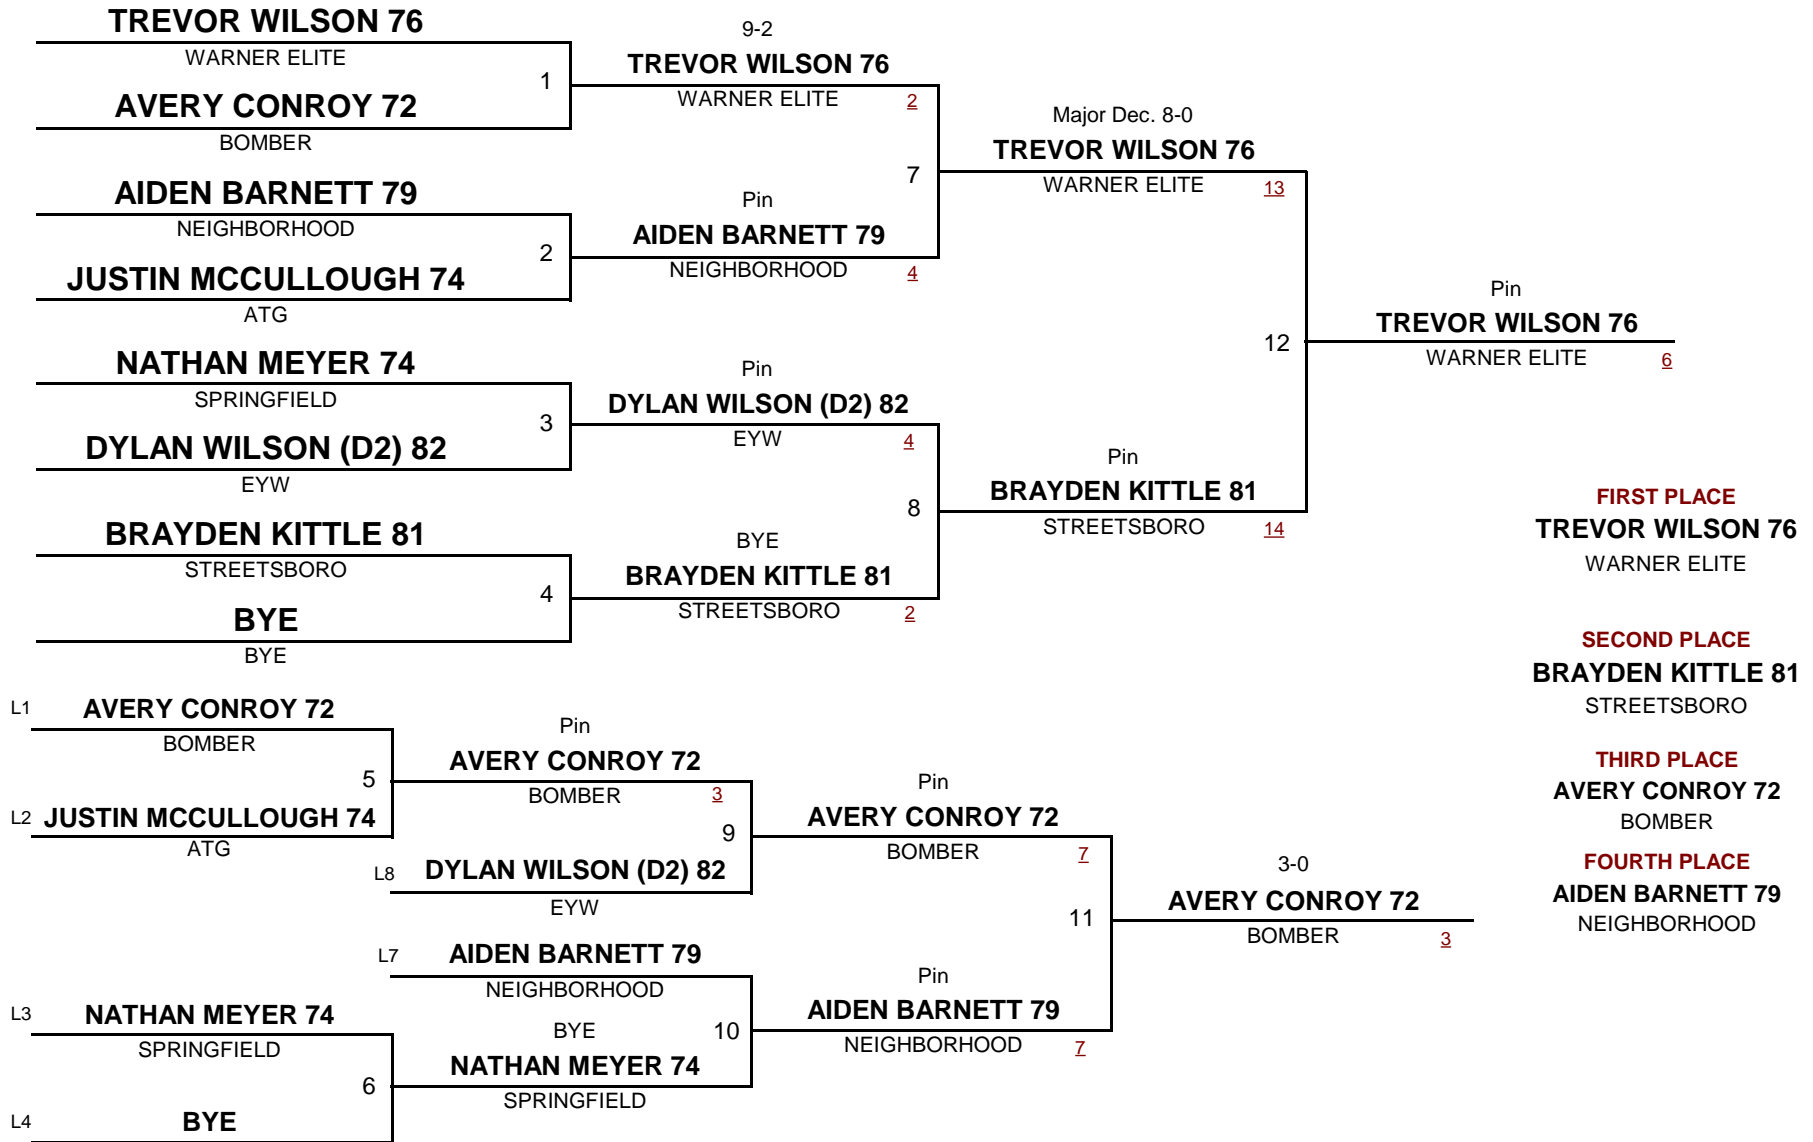 TREVOR WILSON 76
WARNER ELITE
1
AVERY CONROY 72
BOMBER
AIDEN BARNETT 79
NEIGHBORHOOD
2
JUSTIN MCCULLOUGH 74
ATG
NATHAN MEYER 74
SPRINGFIELD
3
DYLAN WILSON (D2) 82
EYW
BRAYDEN KITTLE 81
STREETSBORO
4
BYE
BYE
9-2
TREVOR WILSON 76
WARNER ELITE 2
7
Pin
AIDEN BARNETT 79
NEIGHBORHOOD 4
Pin
DYLAN WILSON (D2) 82
EYW 4
8
BYE
BRAYDEN KITTLE 81
STREETSBORO 2
Major Dec. 8-0
TREVOR WILSON 76
WARNER ELITE 13
12
Pin
BRAYDEN KITTLE 81
STREETSBORO 14
Pin
TREVOR WILSON 76
WARNER ELITE 6
FIRST PLACE
TREVOR WILSON 76
WARNER ELITE
SECOND PLACE
BRAYDEN KITTLE 81
STREETSBORO
THIRD PLACE
AVERY CONROY 72
BOMBER
FOURTH PLACE
AIDEN BARNETT 79
NEIGHBORHOOD
L1 AVERY CONROY 72
BOMBER
5
L2 JUSTIN MCCULLOUGH 74
ATG
L3 NATHAN MEYER 74
SPRINGFIELD
6
L4 BYE
Pin
AVERY CONROY 72
BOMBER 3
9
L8 DYLAN WILSON (D2) 82
EYW
L7 AIDEN BARNETT 79
NEIGHBORHOOD
BYE 10
NATHAN MEYER 74
SPRINGFIELD
Pin
AVERY CONROY 72
BOMBER 7
11
Pin
AIDEN BARNETT 79
NEIGHBORHOOD 7
3-0
AVERY CONROY 72
BOMBER 3